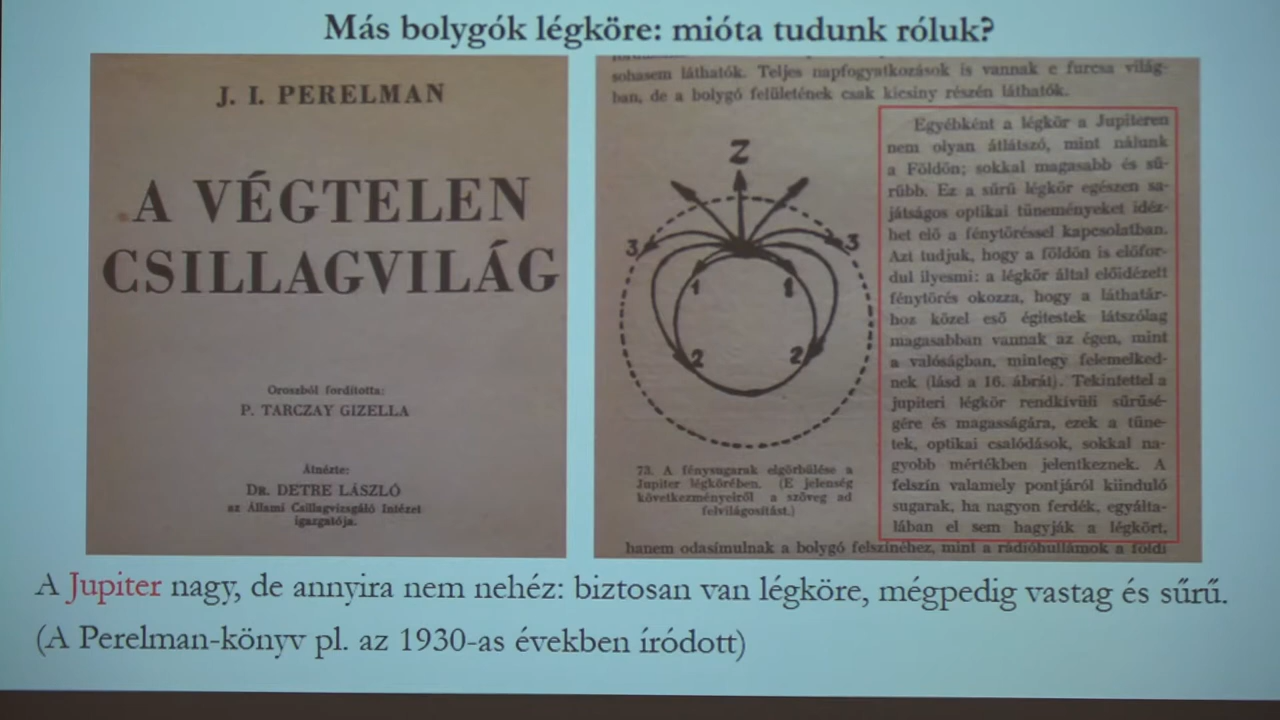 Más bolygók légköre: mióta tudunk róluk?
J. I. PERELMAN
A VÉGTELEN
CSILLAGVILÁG
Oroszból fordította:
P. TARCZAY GIZELLA
Átnézte:
DR. DETRE LÁSZLÓ
az Állami Csillagvizsgáló Intézet
igazgatója.
sohasem láthatók. Teljes napfogyatkozások is vannak e furcsa világ-
ban, de a bolygó felületének csak kicsiny részén láthatók.
Z
3
3
1
1
2
2
73. A fénysugarak elgörbülése a
Jupiter légkörében. (E jelenség
következményeiről a szöveg ad
felvilágosítást.)
Egyébként a légkör a Jupiteren
nem olyan átlátszó, mint nálunk
a Földön; sokkal magasabb és sű-
rűbb. Ez a sűrű légkör egészen sa-
játságos optikai tüneményeket idéz-
het elő a fénytöréssel kapcsolatban.
Azt tudjuk, hogy a földön is előfor-
dul ilyesmi: a légkör által előidézett
fénytörés okozza, hogy a láthatár-
hoz közel eső égitestek látszólag
magasabban vannak az égen, mint
a valóságban, mintegy felemelked-
nek (lásd a 16. ábrát). Tekintettel a
jupiteri légkör rendkívüli sűrűsé-
gére és magasságára, ezek a tüne-
tek, optikai csalódások, sokkal na-
gyobb mértékben jelentkeznek. A
felszín valamely pontjáról kiinduló
sugarak, ha nagyon ferdék, egyálta-
lában el sem hagyják a légkört,
hanem odasimulnak a bolygó felszínéhez, mint a rádióhullámok a földi
A Jupiter nagy, de annyira nem nehéz: biztosan van légköre, mégpedig vastag és sűrű.
(A Perelman-könyv pl. az 1930-as években íródott)